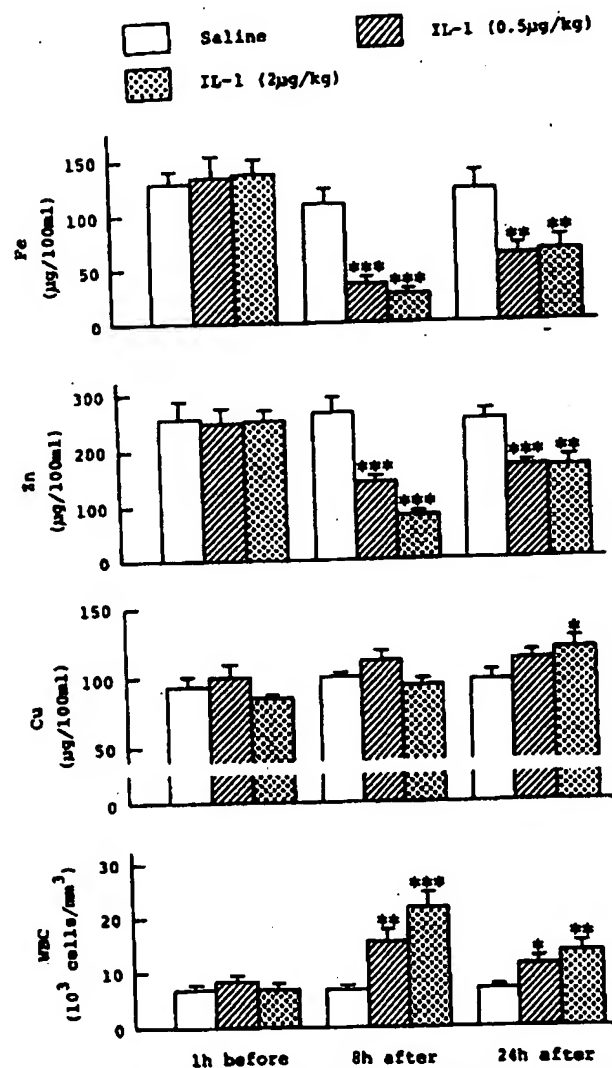 Saline
IL-1 (0.5µg/kg)
IL-1 (2µg/kg)
150
100
50
0
Fe
(µg/100ml)
*** ***
** **
300
200
100
0
Zn
(µg/100ml)
*** ***
*** **
150
100
50
0
Cu
(µg/100ml)
*
30
20
10
0
WBC
(10³ cells/mm³)
** ***
* **
1h before 8h after 24h after